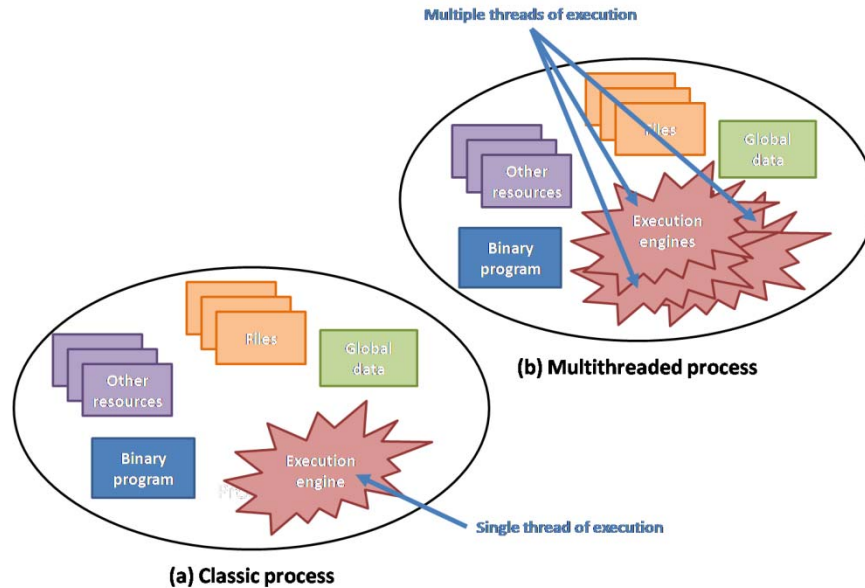 Multiple threads of execution
Files
Global
data
Other
resources
Execution
engines
Binary
program
(b) Multithreaded process
Files
Global
data
Other
resources
Binary
program
Execution
engine
Single thread of execution
(a) Classic process